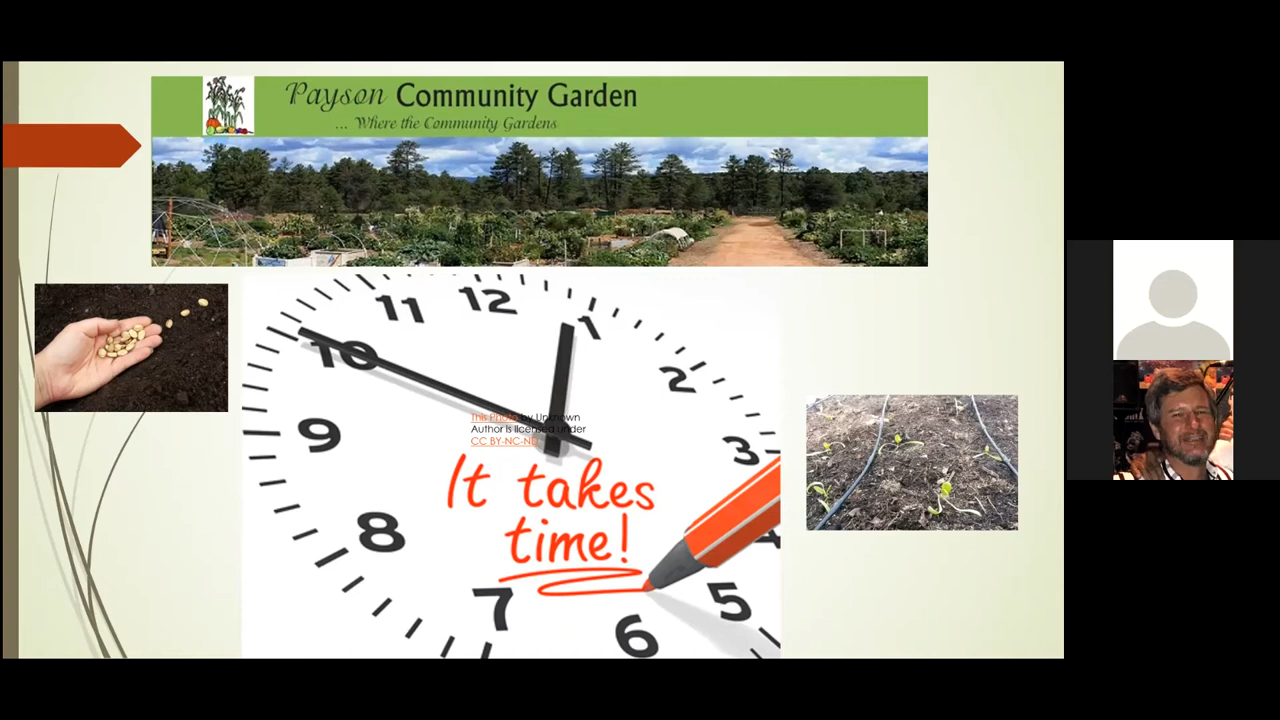 Payson Community Garden
... Where the Community Gardens
11 12 1
10 2
9 3
This Photo by Unknown
Author is licensed under
CC BY-NC-ND
It takes
time!
8 4
7 6 5